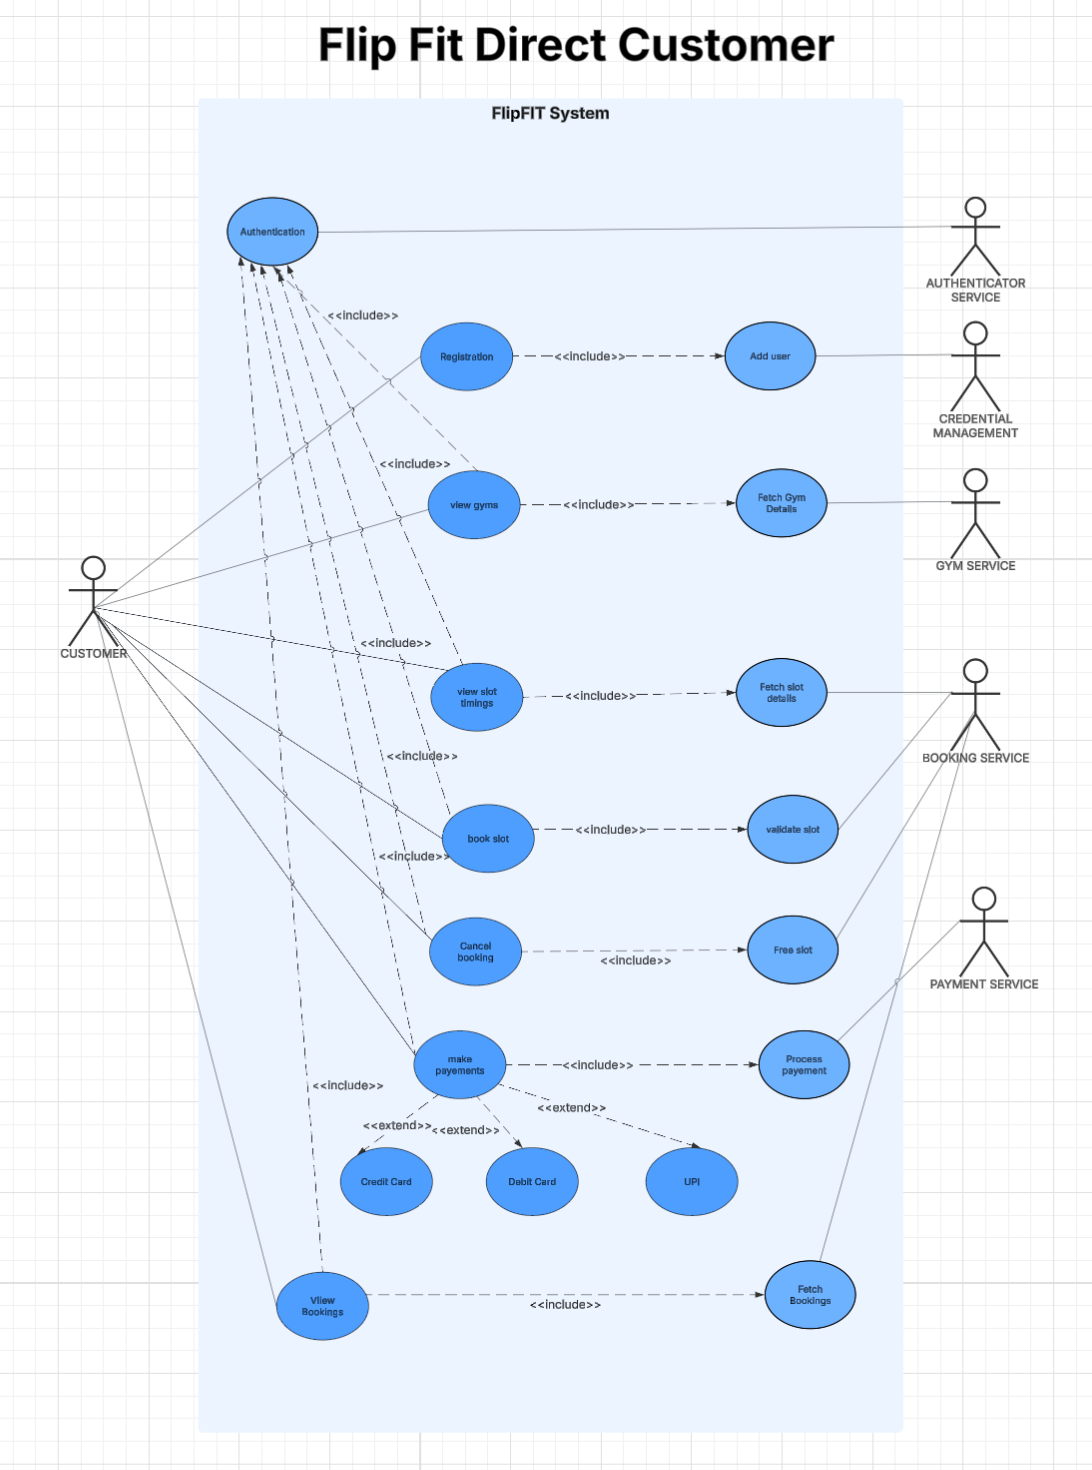 Flip Fit Direct Customer
FlipFIT System
Authentication
AUTHENTICATOR
SERVICE
<<include>>
Registration
<<include>>
Add user
CREDENTIAL
MANAGEMENT
<<include>>
view gyms
<<include>>
Fetch Gym
Details
GYM SERVICE
CUSTOMER
<<include>>
view slot
timings
<<include>>
Fetch slot
details
BOOKING SERVICE
<<include>>
book slot
<<include>>
validate slot
<<include>>
Cancel
booking
<<include>>
Free slot
PAYMENT SERVICE
make
payements
<<include>>
Process
payement
<<include>>
<<extend>>
<<extend>>
<<extend>>
Credit Card
Debit Card
UPI
VIiew
Bookings
<<include>>
Fetch
Bookings